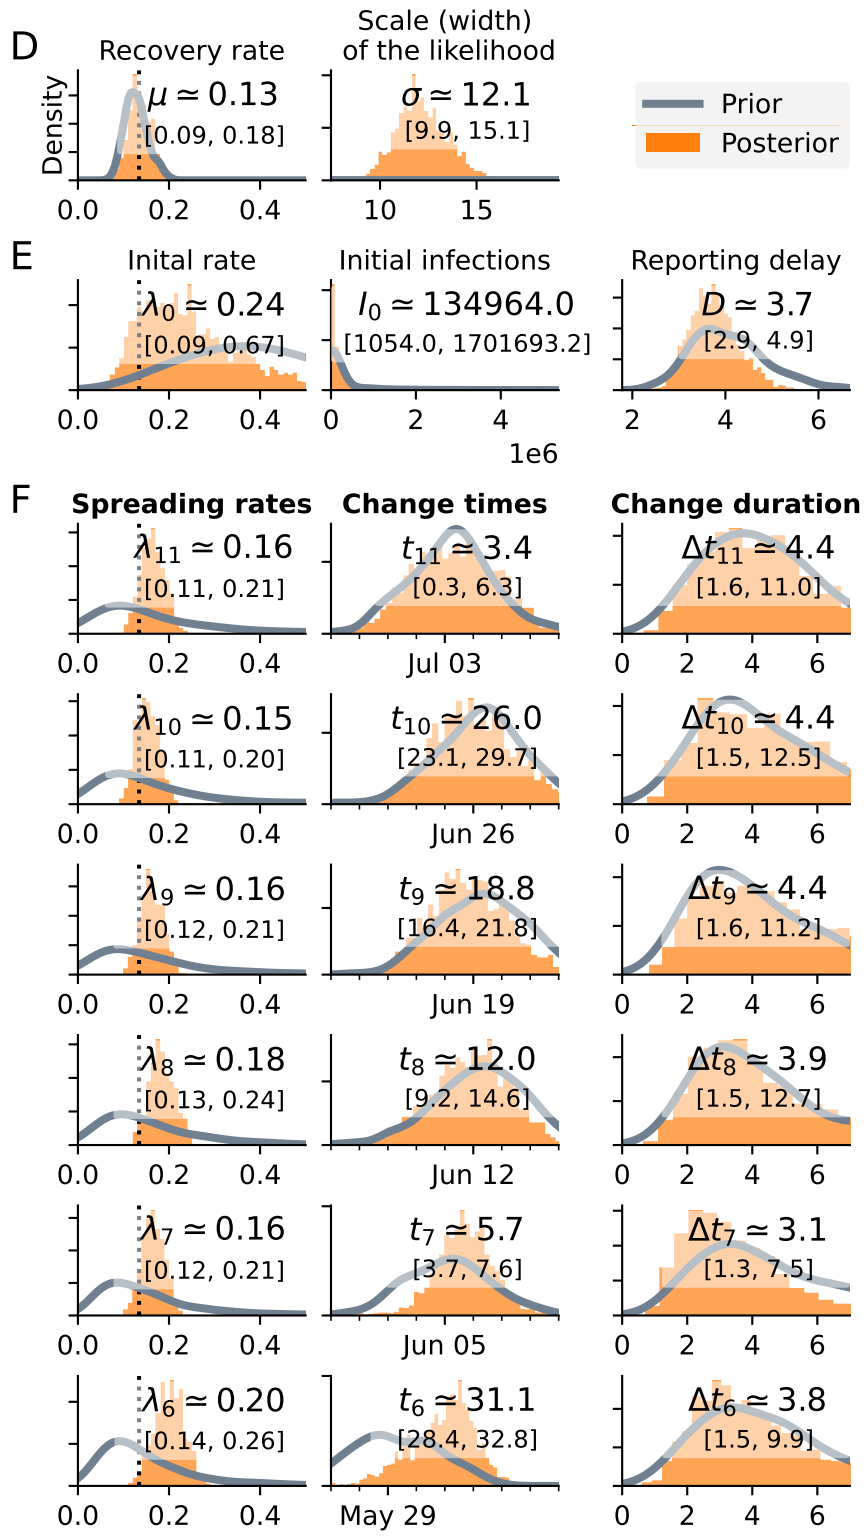 D
Recovery rate
Scale (width)
of the likelihood
Density
μ ≃ 0.13
[0.09, 0.18]
σ ≃ 12.1
[9.9, 15.1]
Prior
Posterior
0.0 0.2 0.4
10 15
E
Inital rate
Initial infections
Reporting delay
λ₀ ≃ 0.24
[0.09, 0.67]
I₀ ≃ 134964.0
[1054.0, 1701693.2]
D ≃ 3.7
[2.9, 4.9]
0.0 0.2 0.4
0 2 4
1e6
2 4 6
F
Spreading rates
Change times
Change duration
λ₁₁ ≃ 0.16
[0.11, 0.21]
t₁₁ ≃ 3.4
[0.3, 6.3]
Δt₁₁ ≃ 4.4
[1.6, 11.0]
0.0 0.2 0.4
Jul 03
0 2 4 6
λ₁₀ ≃ 0.15
[0.11, 0.20]
t₁₀ ≃ 26.0
[23.1, 29.7]
Δt₁₀ ≃ 4.4
[1.5, 12.5]
0.0 0.2 0.4
Jun 26
0 2 4 6
λ₉ ≃ 0.16
[0.12, 0.21]
t₉ ≃ 18.8
[16.4, 21.8]
Δt₉ ≃ 4.4
[1.6, 11.2]
0.0 0.2 0.4
Jun 19
0 2 4 6
λ₈ ≃ 0.18
[0.13, 0.24]
t₈ ≃ 12.0
[9.2, 14.6]
Δt₈ ≃ 3.9
[1.5, 12.7]
0.0 0.2 0.4
Jun 12
0 2 4 6
λ₇ ≃ 0.16
[0.12, 0.21]
t₇ ≃ 5.7
[3.7, 7.6]
Δt₇ ≃ 3.1
[1.3, 7.5]
0.0 0.2 0.4
Jun 05
0 2 4 6
λ₆ ≃ 0.20
[0.14, 0.26]
t₆ ≃ 31.1
[28.4, 32.8]
Δt₆ ≃ 3.8
[1.5, 9.9]
0.0 0.2 0.4
May 29
0 2 4 6